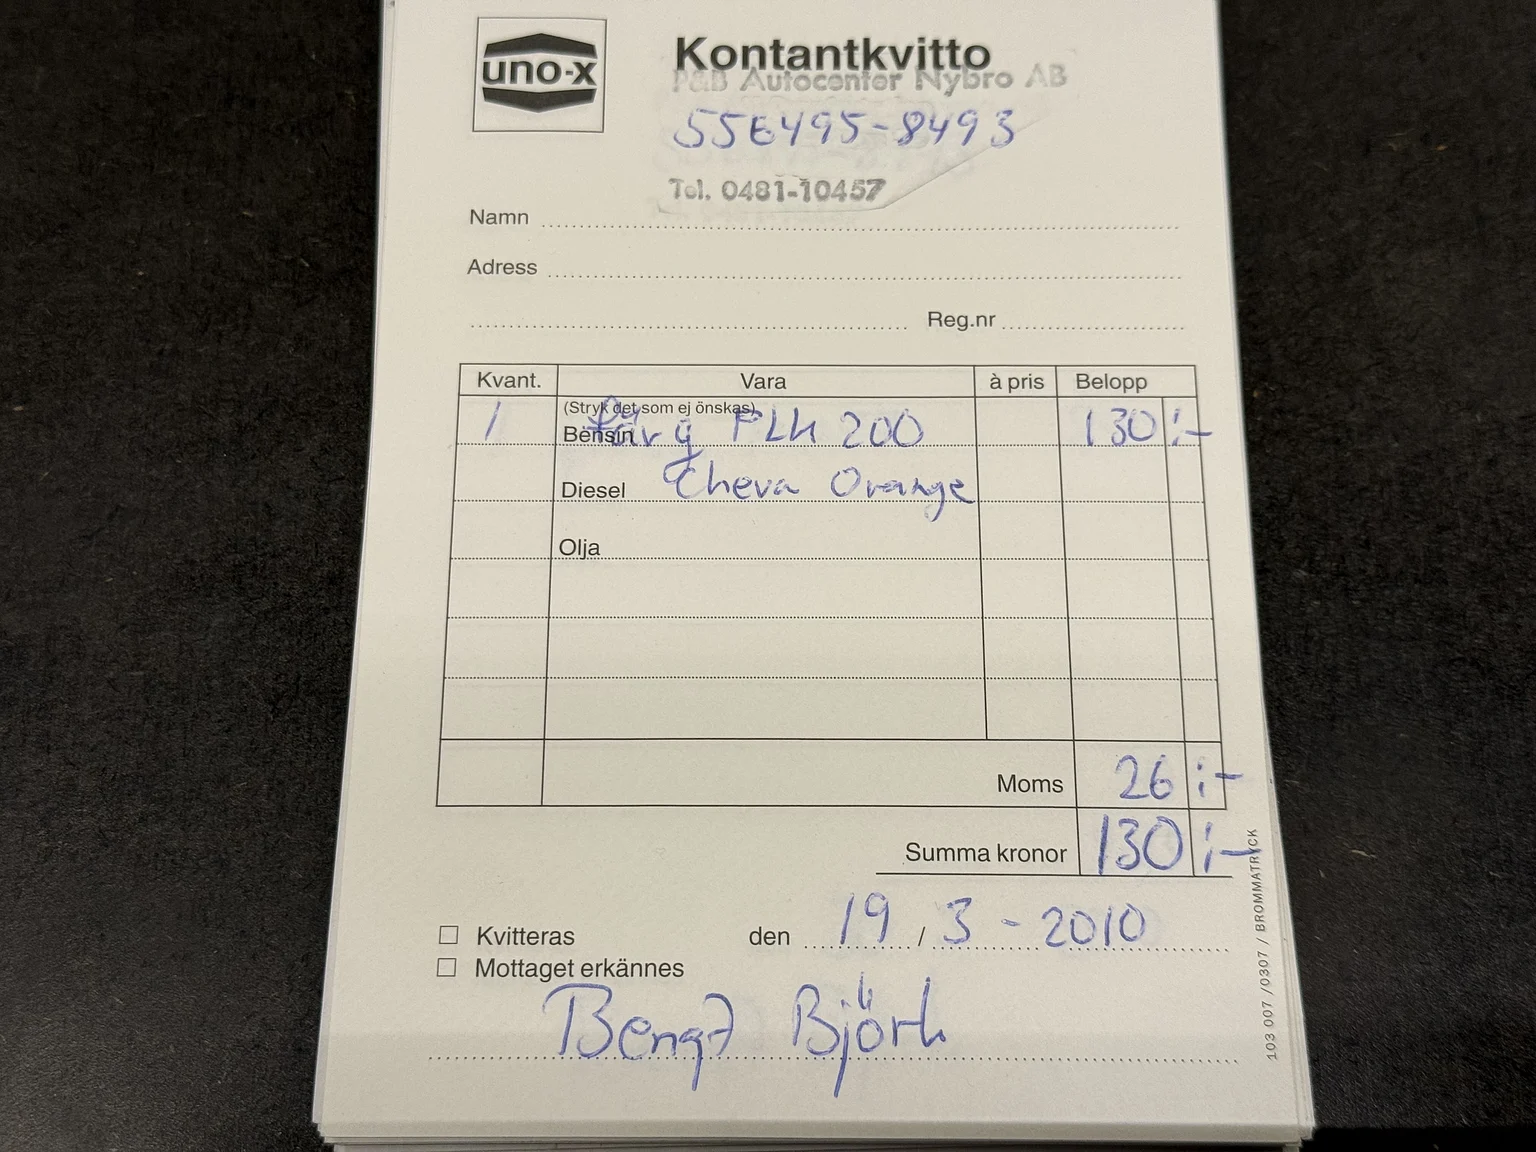 uno-x
Kontantkvitto
P&B Autocenter Nybro AB
556495-8493
Tel. 0481-10457
Namn
Adress
Reg.nr
Kvant. Vara à pris Belopp
(Stryk det som ej önskas)
1 Bensin Färg PLK 200 130 :-
Diesel Cheva Orange
Olja
Moms 26 :-
Summa kronor 130 :-
Kvitteras den 19 / 3 - 2010
Mottaget erkännes
Bengt Björk
103 007 /0307 / BROMMATRYCK